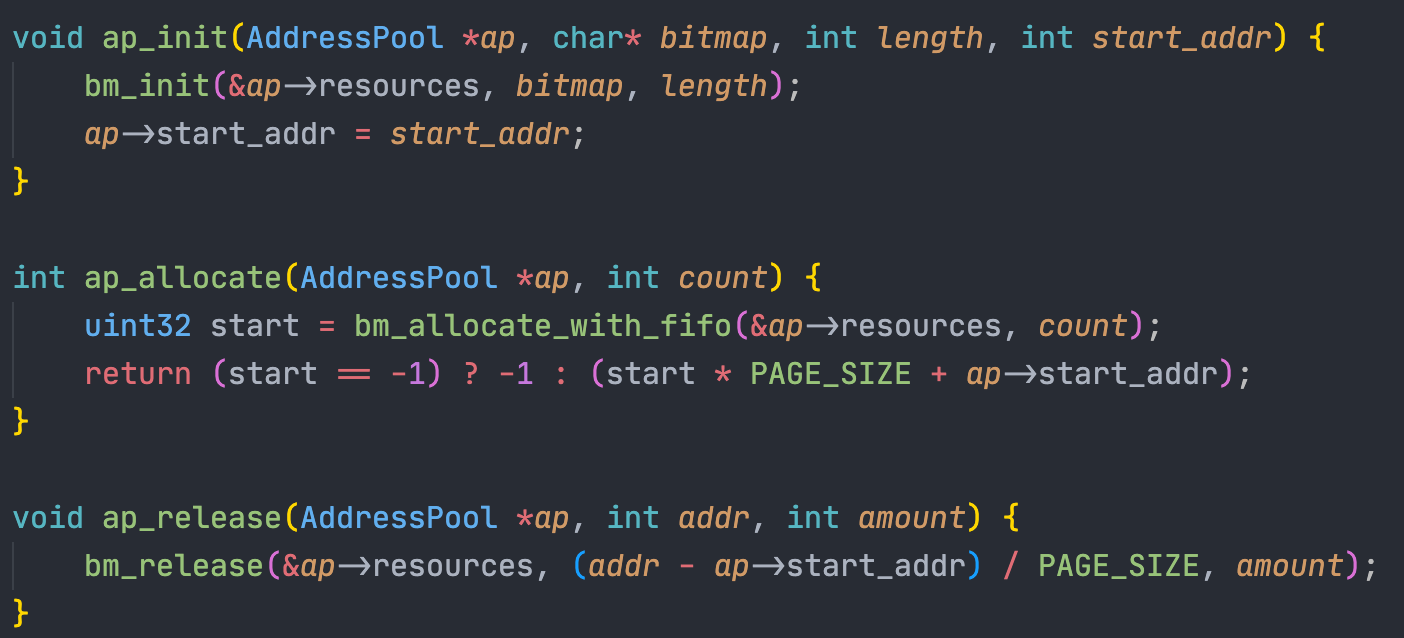 void ap_init(AddressPool *ap, char* bitmap, int length, int start_addr) {
    bm_init(&ap->resources, bitmap, length);
    ap->start_addr = start_addr;
}

int ap_allocate(AddressPool *ap, int count) {
    uint32 start = bm_allocate_with_fifo(&ap->resources, count);
    return (start == -1) ? -1 : (start * PAGE_SIZE + ap->start_addr);
}

void ap_release(AddressPool *ap, int addr, int amount) {
    bm_release(&ap->resources, (addr - ap->start_addr) / PAGE_SIZE, amount);
}